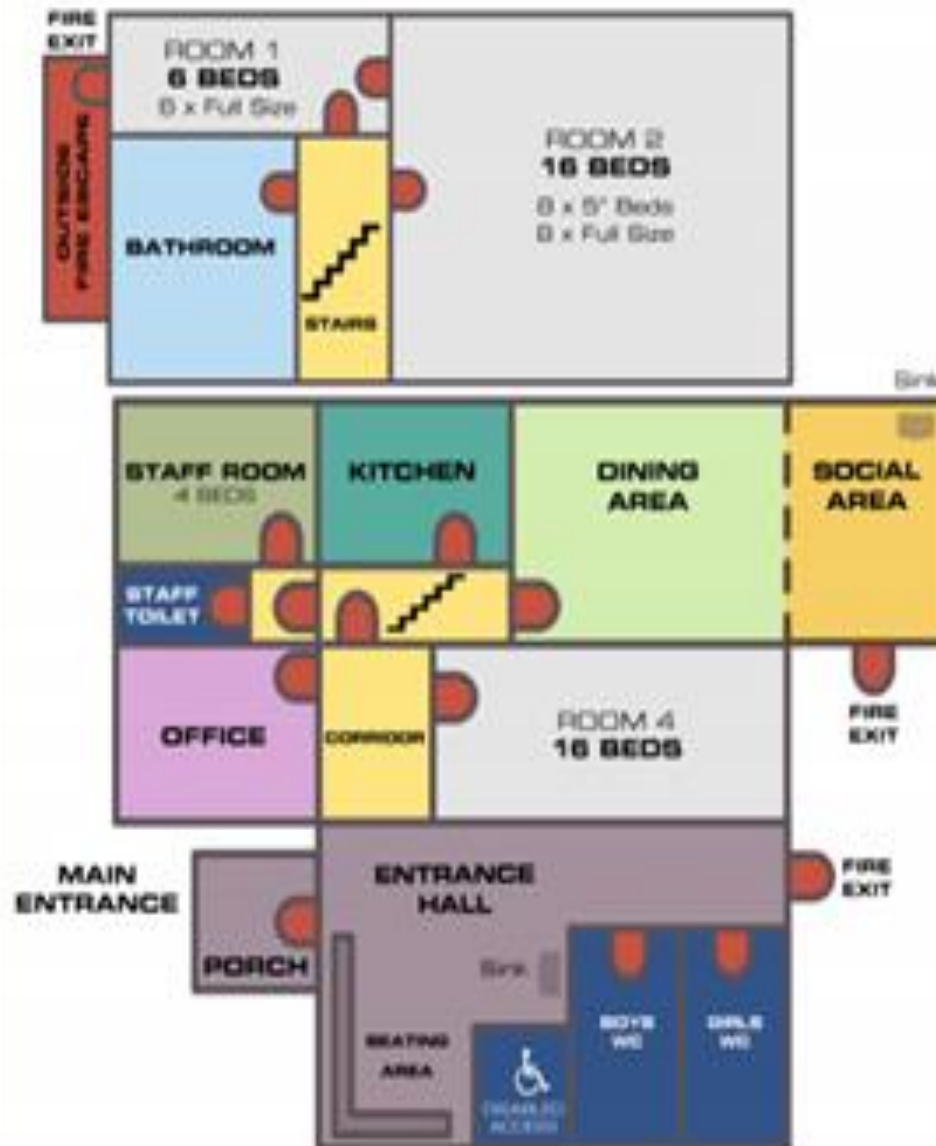 FIRE
EXIT
OUTSIDE
FIRE ESCAPE
ROOM 1
6 BEDS
6 x Full Size
ROOM 2
16 BEDS
8 x 5" Beds
8 x Full Size
BATHROOM
STAIRS
Sink
STAFF ROOM
4 BEDS
KITCHEN
DINING
AREA
SOCIAL
AREA
STAFF
TOILET
OFFICE
CORRIDOR
ROOM 4
16 BEDS
FIRE
EXIT
MAIN
ENTRANCE
PORCH
ENTRANCE
HALL
FIRE
EXIT
Sink
SEATING
AREA
DISABLED
ACCESS
BOYS
WC
GIRLS
WC